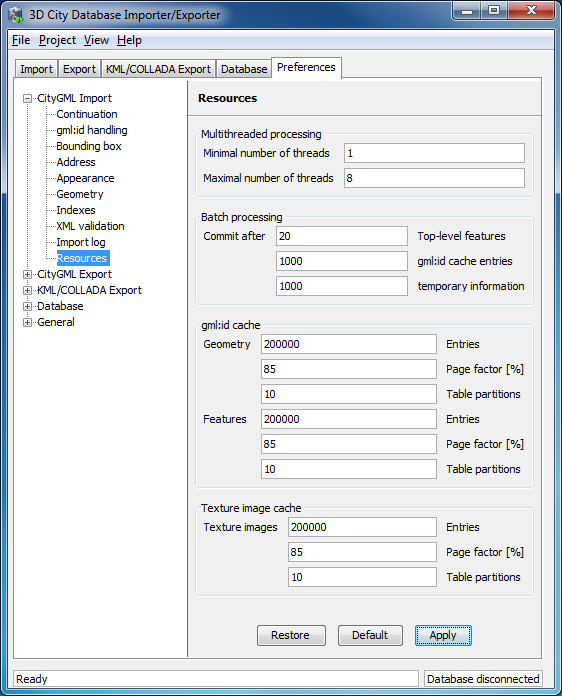 3D City Database Importer/Exporter
File Project View Help
Import Export KML/COLLADA Export Database Preferences
CityGML Import
Continuation
gml:id handling
Bounding box
Address
Appearance
Geometry
Indexes
XML validation
Import log
Resources
CityGML Export
KML/COLLADA Export
Database
General
Resources
Multithreaded processing
Minimal number of threads 1
Maximal number of threads 8
Batch processing
Commit after 20 Top-level features
1000 gml:id cache entries
1000 temporary information
gml:id cache
Geometry 200000 Entries
85 Page factor [%]
10 Table partitions
Features 200000 Entries
85 Page factor [%]
10 Table partitions
Texture image cache
Texture images 200000 Entries
85 Page factor [%]
10 Table partitions
Restore Default Apply
Ready Database disconnected